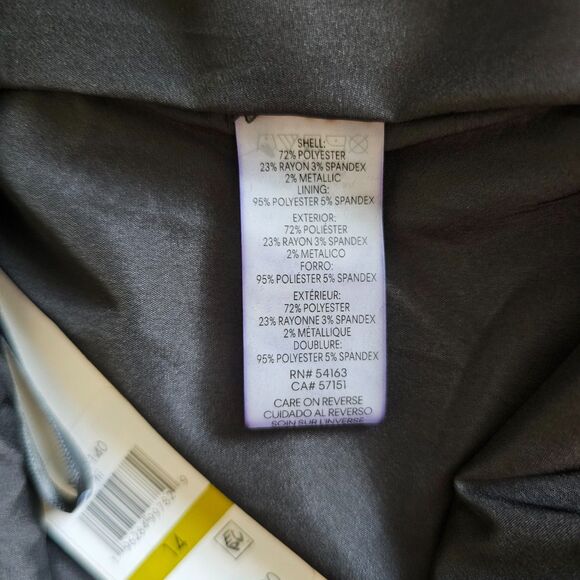 SHELL:
72% POLYESTER
23% RAYON 3% SPANDEX
2% METALLIC
LINING:
95% POLYESTER 5% SPANDEX
EXTERIOR:
72% POLIÉSTER
23% RAYON 3% SPANDEX
2% METALICO
FORRO:
95% POLIÉSTER 5% SPANDEX
EXTÉRIEUR:
72% POLYESTER
23% RAYONNE 3% SPANDEX
2% MÉTALLIQUE
DOUBLURE:
95% POLYESTER 5% SPANDEX
RN# 54163
CA# 57151
CARE ON REVERSE
CUIDADO AL REVERSO
SOIN SUR L'INVERSE
14